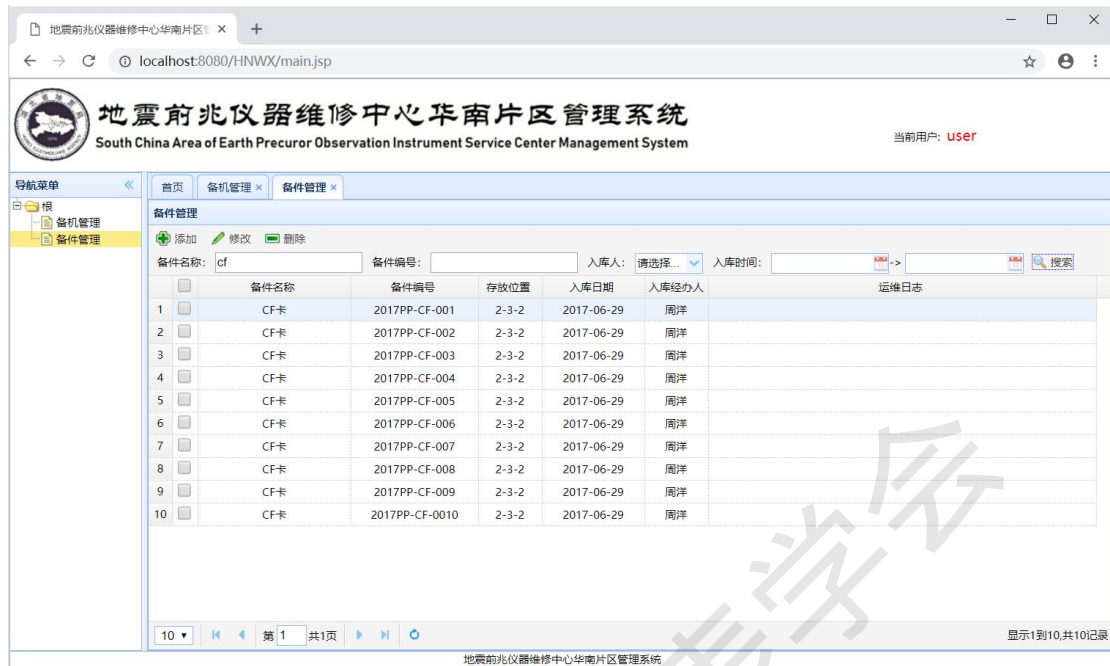 地震前兆仪器维修中心华南片区
localhost:8080/HNWX/main.jsp
地震前兆仪器维修中心华南片区管理系统
South China Area of Earth Precuror Observation Instrument Service Center Management System
当前用户: user
导航菜单
根
备机管理
备件管理
首页 备机管理 备件管理
备件管理
添加 修改 删除
备件名称: cf 备件编号: 入库人: 请选择... 入库时间: -> 搜索
备件名称 备件编号 存放位置 入库日期 入库经办人 运维日志
1 CF卡 2017PP-CF-001 2-3-2 2017-06-29 周洋
2 CF卡 2017PP-CF-002 2-3-2 2017-06-29 周洋
3 CF卡 2017PP-CF-003 2-3-2 2017-06-29 周洋
4 CF卡 2017PP-CF-004 2-3-2 2017-06-29 周洋
5 CF卡 2017PP-CF-005 2-3-2 2017-06-29 周洋
6 CF卡 2017PP-CF-006 2-3-2 2017-06-29 周洋
7 CF卡 2017PP-CF-007 2-3-2 2017-06-29 周洋
8 CF卡 2017PP-CF-008 2-3-2 2017-06-29 周洋
9 CF卡 2017PP-CF-009 2-3-2 2017-06-29 周洋
10 CF卡 2017PP-CF-0010 2-3-2 2017-06-29 周洋
学会
10 第 1 共1页 显示1到10,共10记录
地震前兆仪器维修中心华南片区管理系统